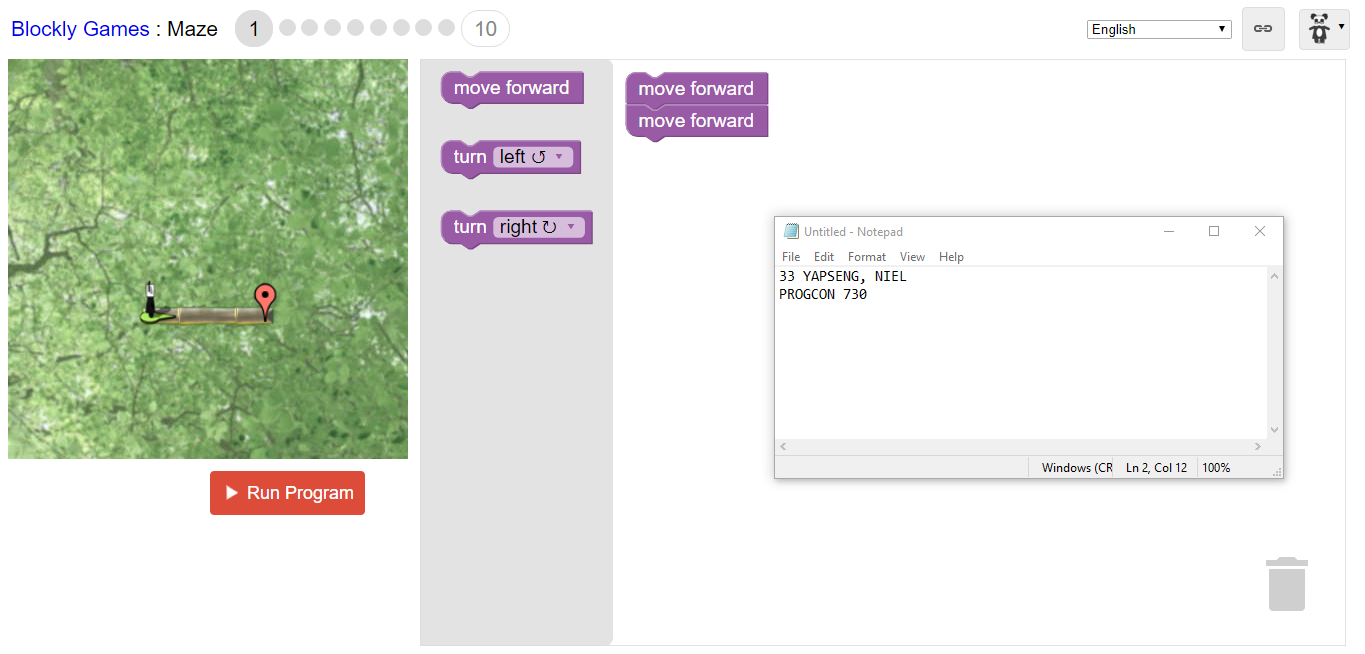 Blockly Games : Maze 1 10
English
move forward
turn left ↺
turn right ↻
move forward
move forward
Run Program
Untitled - Notepad
File Edit Format View Help
33 YAPSENG, NIEL
PROGCON 730
Windows (CR Ln 2, Col 12 100%